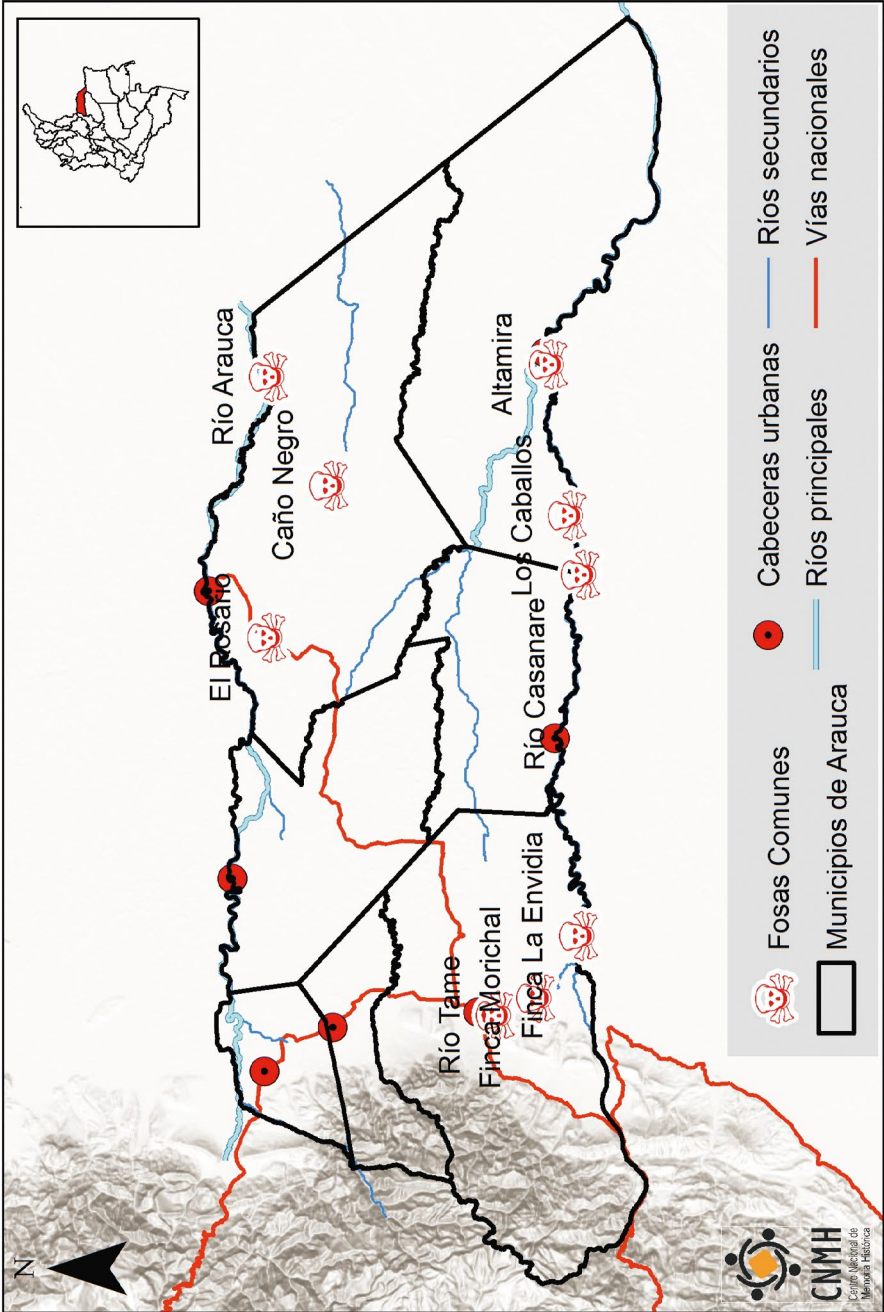 N
Río Arauca
Caño Negro
El Rosario
Altamira
Los Caballos
Río Casanare
Río Tame
Finca Morichal
Finca La Envidia
Fosas Comunes
Cabeceras urbanas
Ríos secundarios
Municipios de Arauca
Ríos principales
Vías nacionales
CNMH
Centro Nacional de
Memoria Histórica